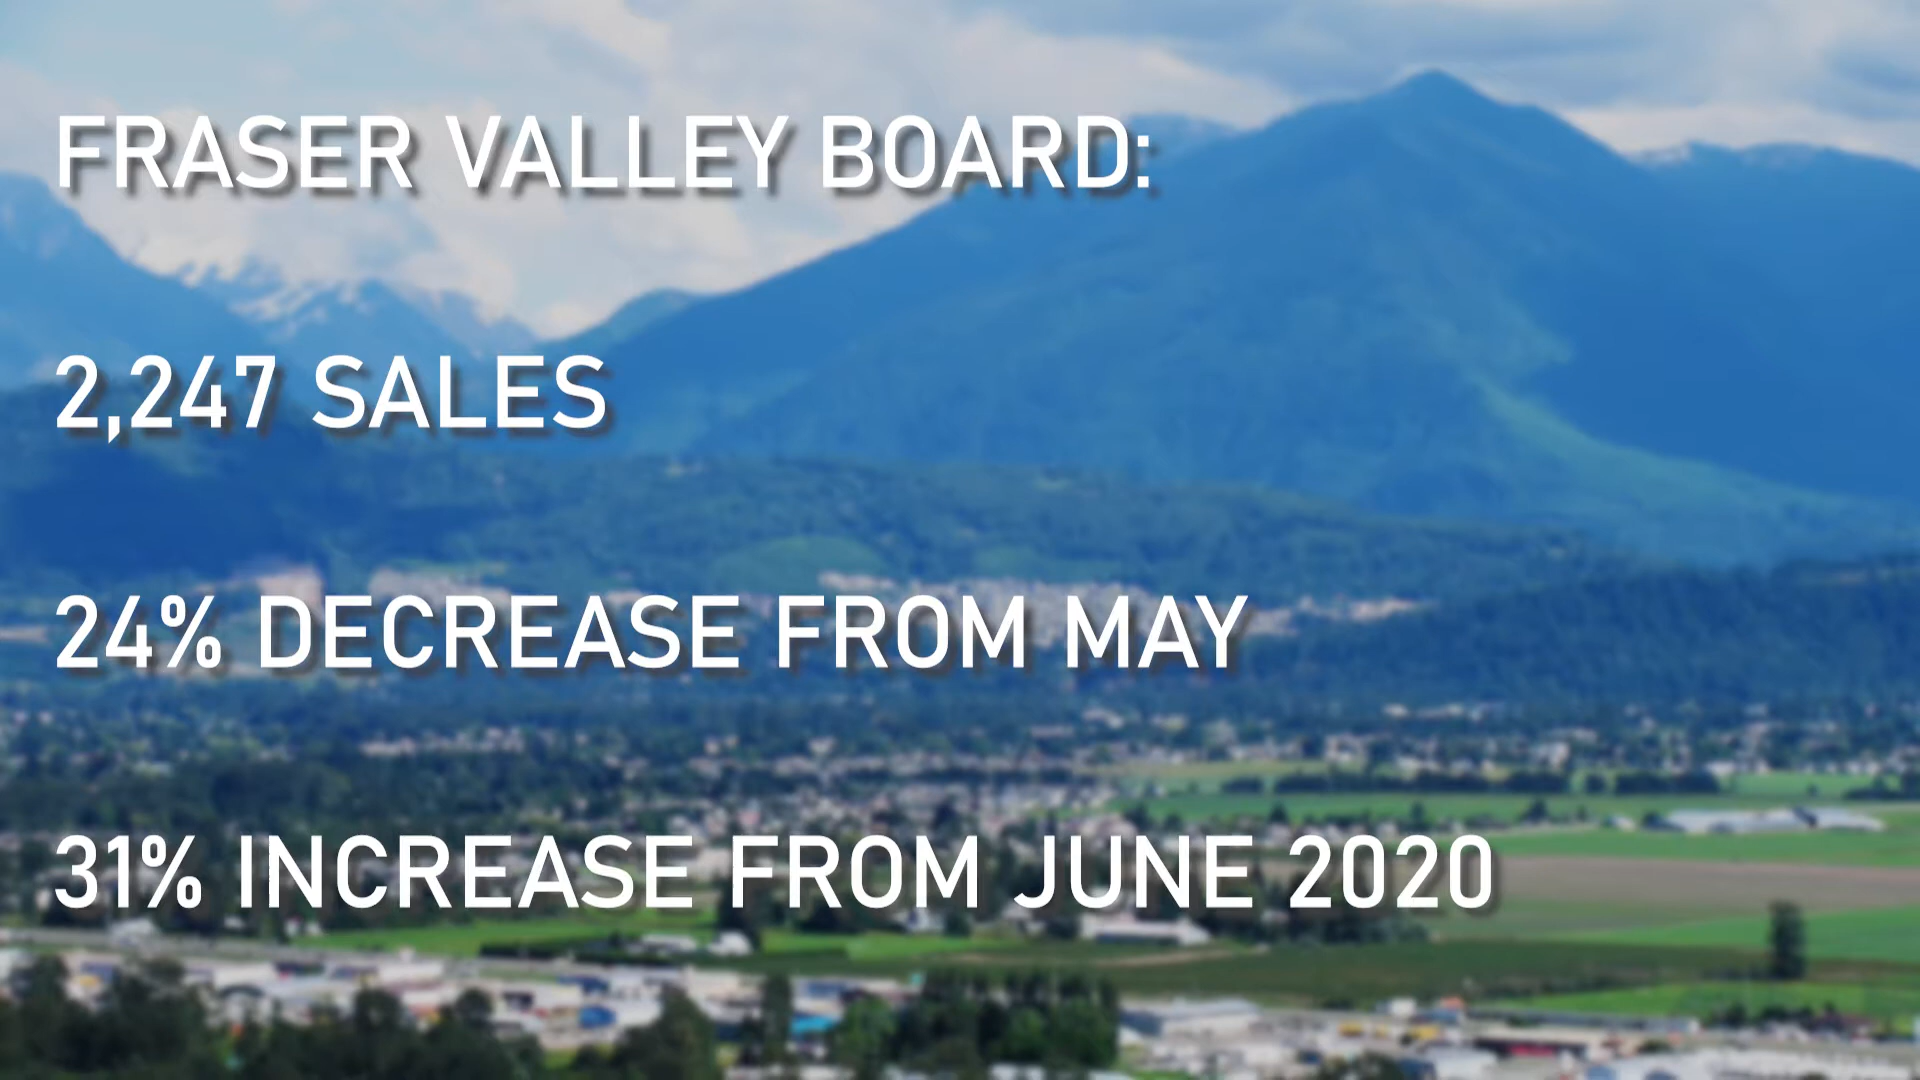 FRASER VALLEY BOARD:
2,247 SALES
24% DECREASE FROM MAY
31% INCREASE FROM JUNE 2020